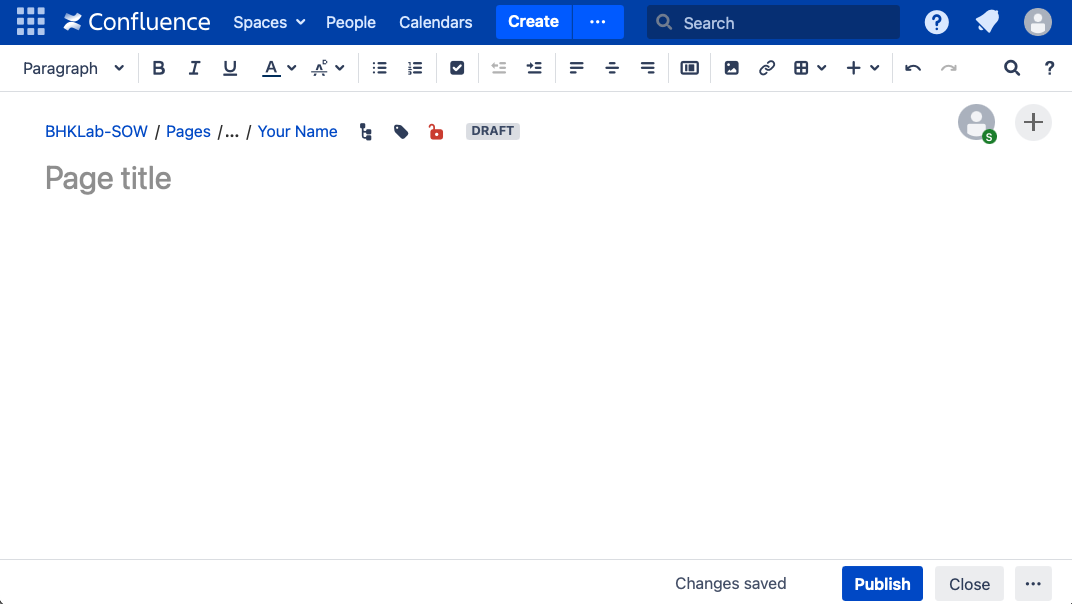 Confluence Spaces People Calendars Create Search
Paragraph B I U A
BHKLab-SOW / Pages /... / Your Name DRAFT
S
Page title
Changes saved Publish Close